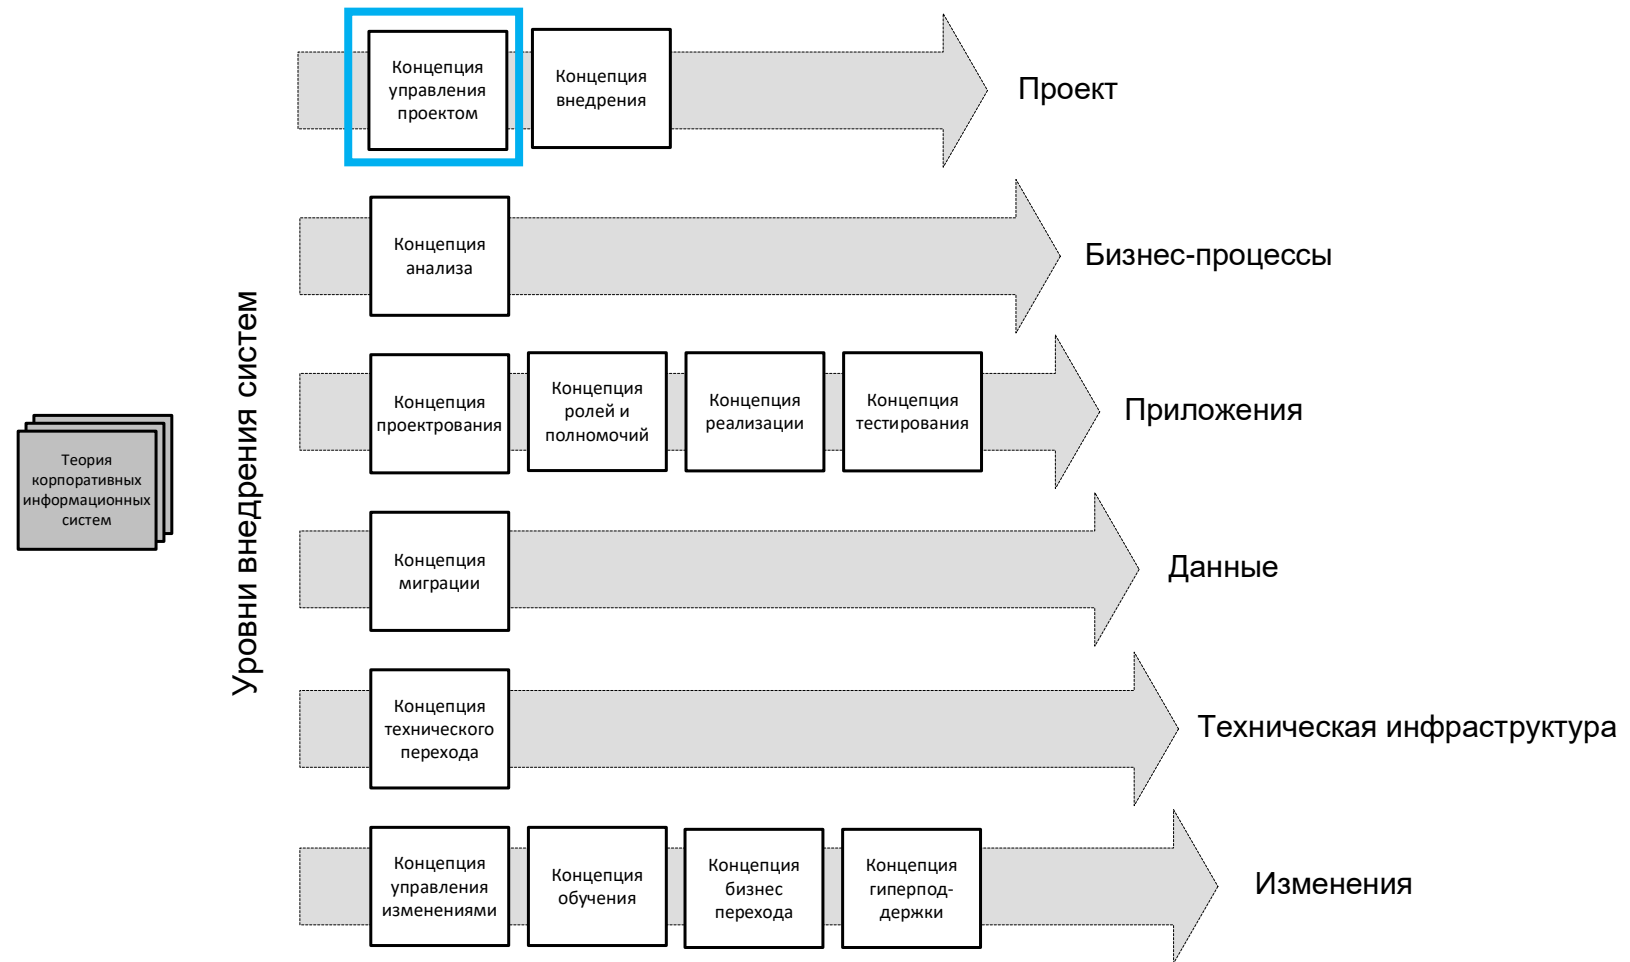 Концепция
управления
проектом
Концепция
внедрения
Проект
Концепция
анализа
Бизнес-процессы
Уровни внедрения систем
Концепция
проектрования
Концепция
ролей и
полномочий
Концепция
реализации
Концепция
тестирования
Приложения
Теория
корпоративных
информационных
систем
Концепция
миграции
Данные
Концепция
технического
перехода
Техническая инфраструктура
Концепция
управления
изменениями
Концепция
обучения
Концепция
бизнес
перехода
Концепция
гиперпод-
держки
Изменения